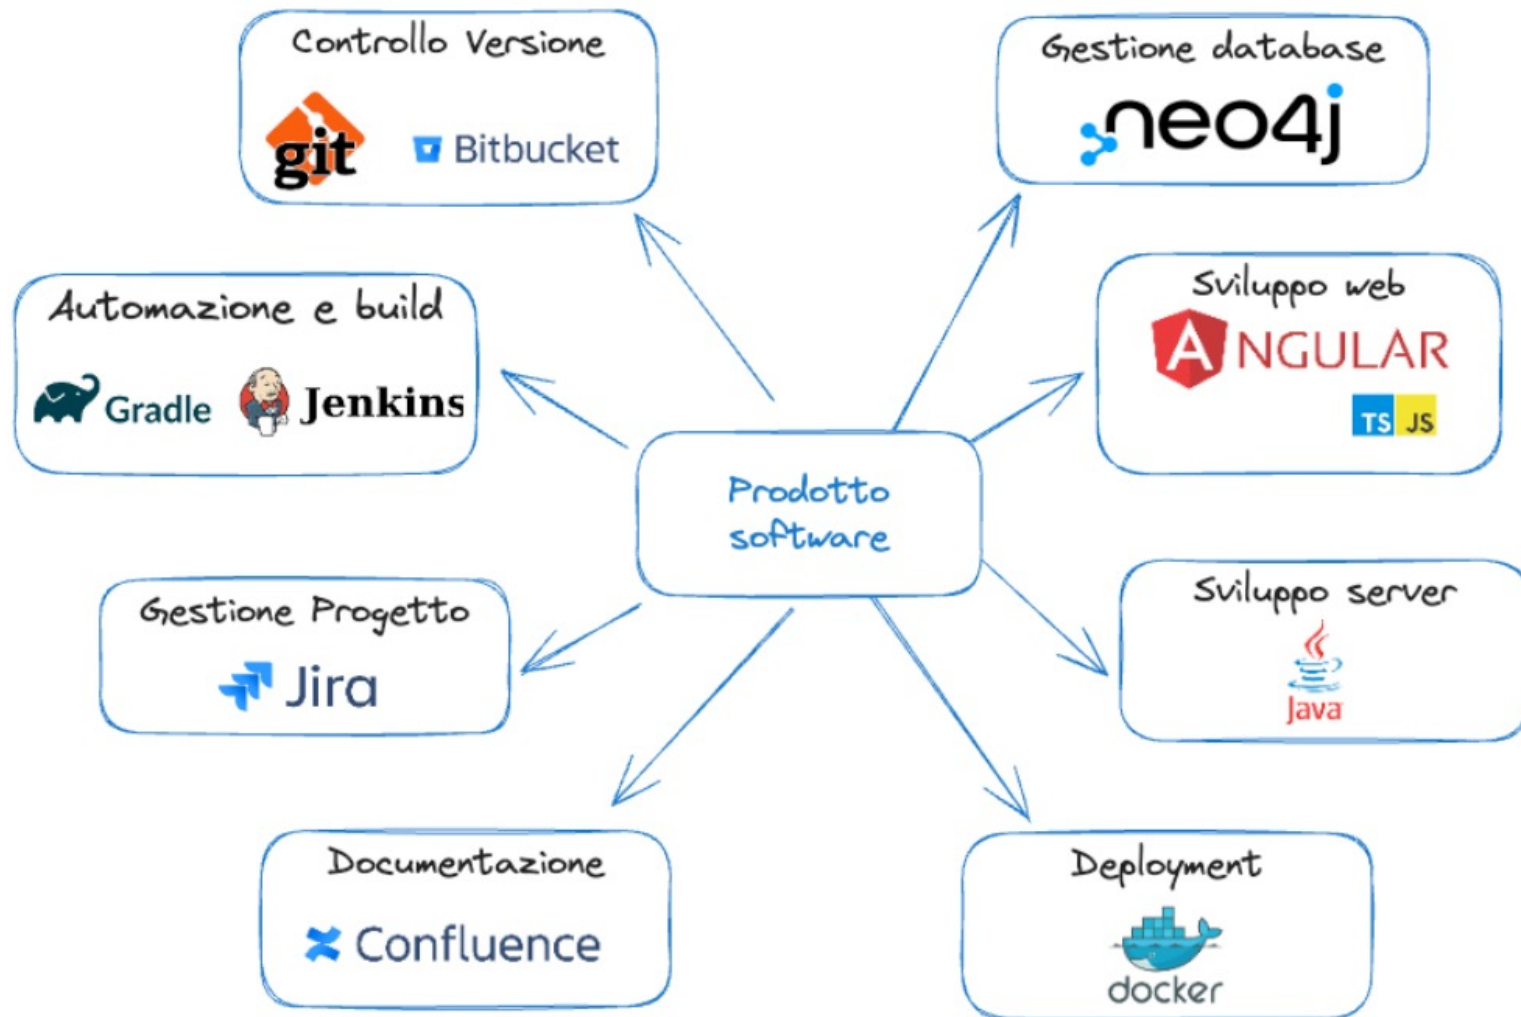 Controllo Versione
git
Bitbucket
Gestione database
neo4j
Automazione e build
Gradle
Jenkins
Sviluppo web
ANGULAR
TS JS
Prodotto
software
Gestione Progetto
Jira
Sviluppo server
Java
Documentazione
Confluence
Deployment
docker